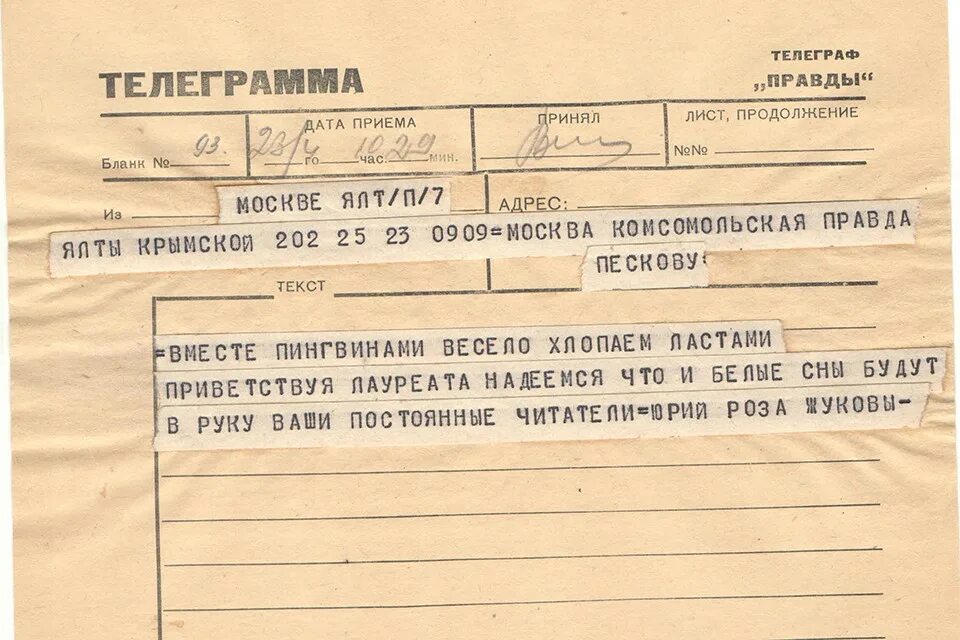 ТЕЛЕГРАФ
ТЕЛЕГРАММА „ПРАВДЫ“
ДАТА ПРИЕМА ПРИНЯЛ ЛИСТ, ПРОДОЛЖЕНИЕ
Бланк № 93. 23/4 го 10 час. 29 мин. №№
Из МОСКВЕ ЯЛТ/П/7 АДРЕС:
ЯЛТЫ КРЫМСКОЙ 202 25 23 0909=МОСКВА КОМСОМОЛЬСКАЯ ПРАВДА
ПЕСКОВУ=
ТЕКСТ
=ВМЕСТЕ ПИНГВИНАМИ ВЕСЕЛО ХЛОПАЕМ ЛАСТАМИ
ПРИВЕТСТВУЯ ЛАУРЕАТА НАДЕЕМСЯ ЧТО И БЕЛЫЕ СНЫ БУДУТ
В РУКУ ВАШИ ПОСТОЯННЫЕ ЧИТАТЕЛИ=ЮРИЙ РОЗА ЖУКОВЫ-